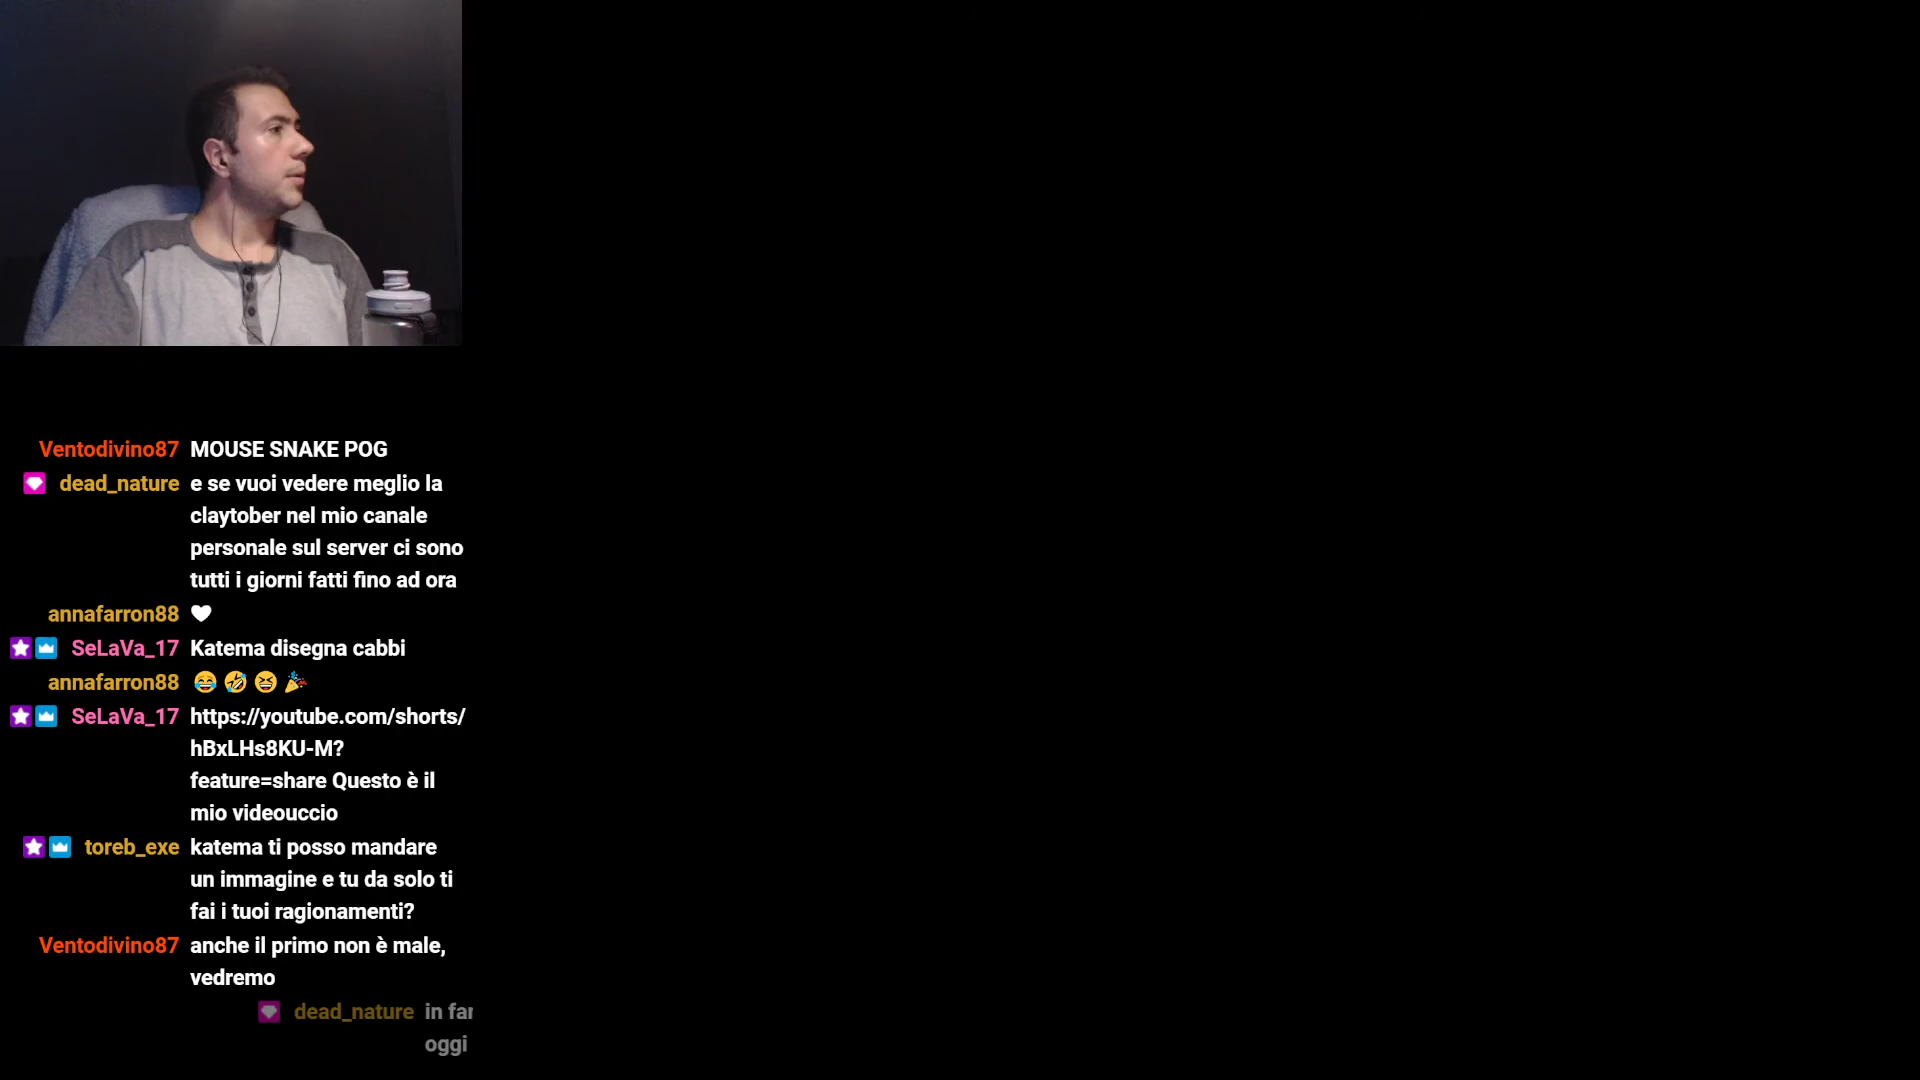 Ventodivino87 MOUSE SNAKE POG
dead_nature e se vuoi vedere meglio la
claytober nel mio canale
personale sul server ci sono
tutti i giorni fatti fino ad ora
annafarron88 🤍
SeLaVa_17 Katema disegna cabbi
annafarron88 😂 🤣 😆 🎉
SeLaVa_17 https://youtube.com/shorts/
hBxLHs8KU-M?
feature=share Questo è il
mio videouccio
toreb_exe katema ti posso mandare
un immagine e tu da solo ti
fai i tuoi ragionamenti?
Ventodivino87 anche il primo non è male,
vedremo
dead_nature in
oggi